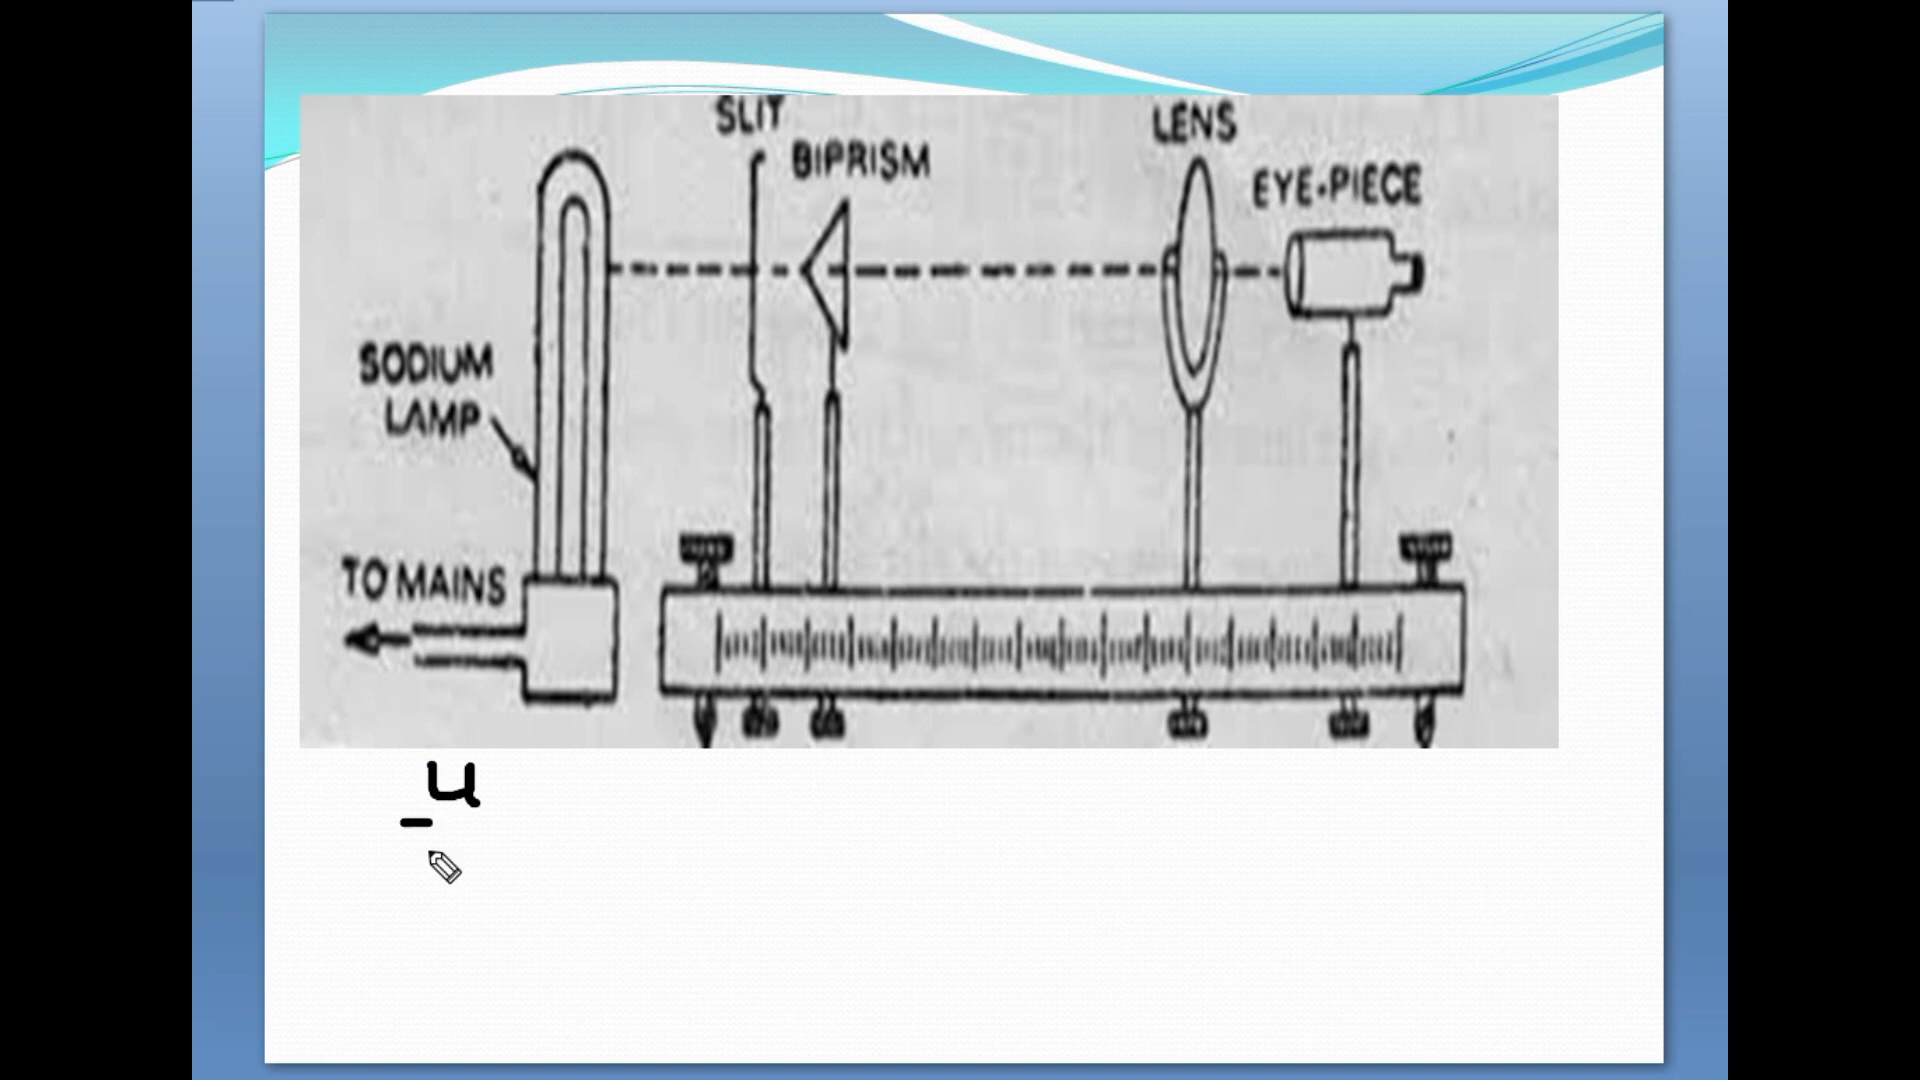 SLIT
BIPRISM
LENS
EYE-PIECE
SODIUM
LAMP
TO MAINS